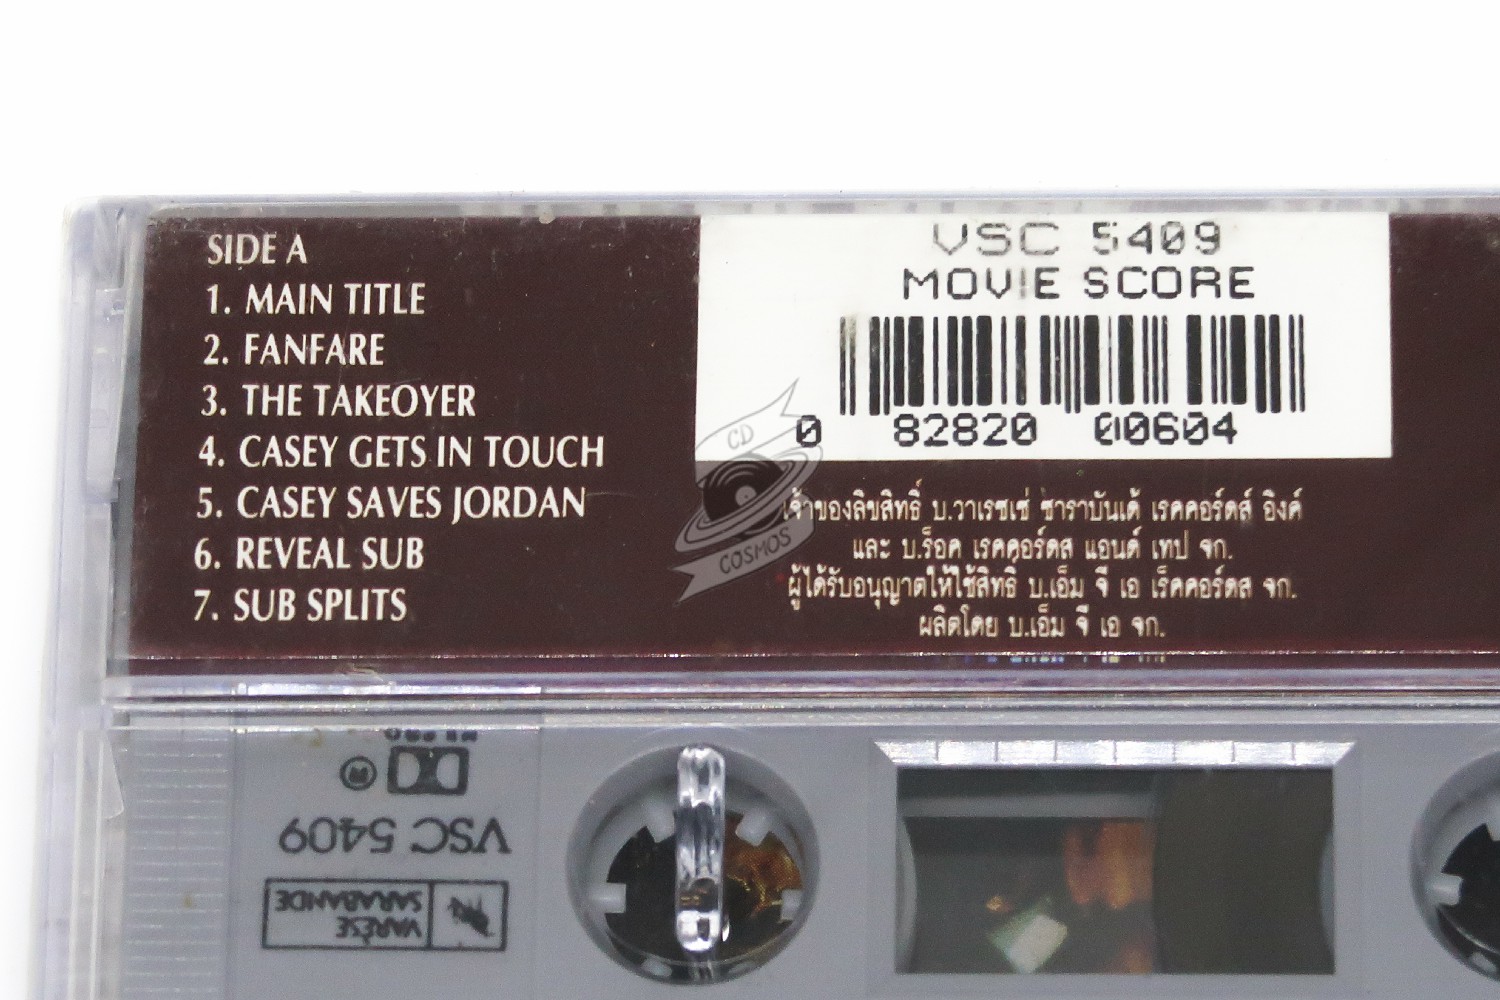 SIDE A
1. MAIN TITLE
2. FANFARE
3. THE TAKEOYER
4. CASEY GETS IN TOUCH
5. CASEY SAVES JORDAN
6. REVEAL SUB
7. SUB SPLITS
VSC 5409
MOVIE SCORE
0 82820 00604
CD
COSMOS
เจ้าของลิขสิทธิ์ บ.วาเรซเซ่ ซาราบันเด้ เรคคอร์ดส์ อิงค์
และ บ.ร็อค เรคคอร์ดส แอนด์ เทป จก.
ผู้ได้รับอนุญาตให้ใช้สิทธิ์ บ.เอ็ม จี เอ เร็คคอร์ดส จก.
ผลิตโดย บ.เอ็ม จี เอ จก.
VSC 5409
VARÈSE
SARABANDE